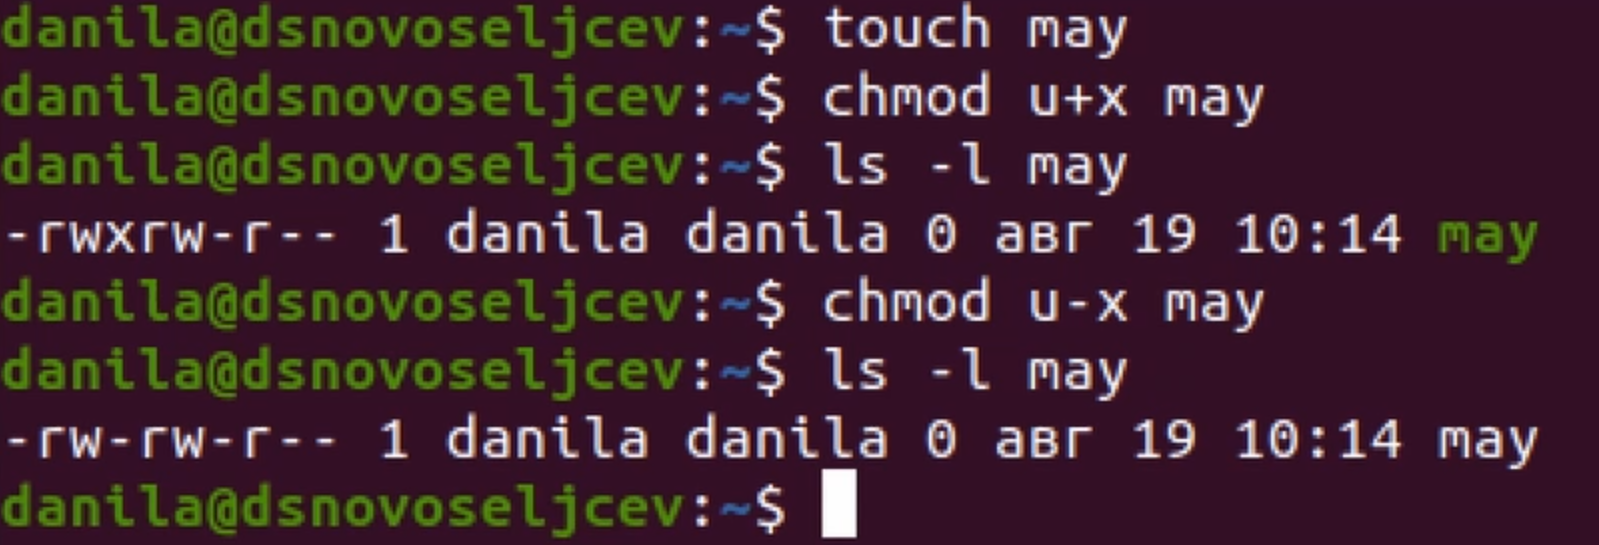 danila@dsnovoseljcev:~$ touch may
danila@dsnovoseljcev:~$ chmod u+x may
danila@dsnovoseljcev:~$ ls -l may
-rwxrw-r-- 1 danila danila 0 авг 19 10:14 may
danila@dsnovoseljcev:~$ chmod u-x may
danila@dsnovoseljcev:~$ ls -l may
-rw-rw-r-- 1 danila danila 0 авг 19 10:14 may
danila@dsnovoseljcev:~$